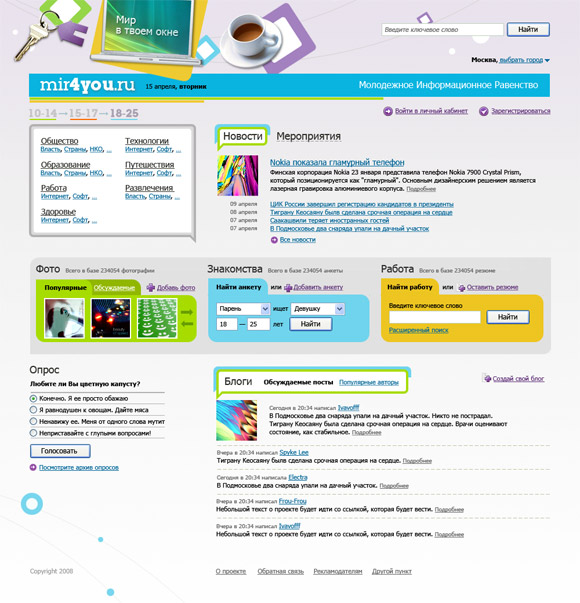 Мир
в твоем окне
Введите ключевое слово
Найти
Москва, выбрать город
mir4you.ru
15 апреля, вторник
Молодежное Информационное Равенство
10-14→15-17→18-25
Войти в личный кабинет
Зарегистрироваться
Общество
Власть, Страны, НКО, ...
Технологии
Интернет, Софт, ...
Образование
Власть, Страны, НКО, ...
Путешествия
Интернет, Софт, ...
Работа
Интернет, Софт, ...
Развлечения
Власть, Страны, ...
Здоровье
Интернет, Софт, ...
Новости
Мероприятия
Nokia показала гламурный телефон
Финская корпорация Nokia 23 января представила телефон Nokia 7900 Crystal Prism,
который позиционируется как "гламурный". Основным дизайнерским решением является
лазерная гравировка алюминиевого корпуса. Подробнее
09 апреля ЦИК России завершил регистрацию кандидатов в президенты
08 апреля Тиграну Кеосаяну была сделана срочная операция на сердце
07 апреля Саакашвили теряет иностранных гостей
07 апреля В Подмосковье два снаряда упали на дачный участок
Все новости
Фото
Всего в базе 234054 фотографии
Популярные
Обсуждаемые
Добавь фото
Знакомства
Всего в базе 234054 анкеты
Найти анкету
или
Добавить анкету
Парень
ищет
Девушку
18 — 25 лет
Найти
Работа
Всего в базе 234054 резюме
Найти работу
или
Оставить резюме
Введите ключевое слово
Найти
Расширенный поиск
Опрос
Любите ли Вы цветную капусту?
Конечно. Я ее просто обажаю
Я равнодушен к овощам. Дайте мяса
Ненавижу ее. Меня от одного слова мутит
Неприставайте с глупыми вопросами!
Голосовать
Посмотрите архив опросов
Блоги
Обсуждаемые посты
Популярные авторы
Создай свой блог
Сегодня в 20:34 написал Ivavofff
В Подмосковье два снаряда упали на дачный участок. Никто не пострадал.
Тиграну Кеосаяну была сделана срочная операция на сердце. Врачи оценивают
состояние, как стабильное. Подробнее
Вчера в 20:34 написал Spyke Lee
Тиграну Кеосаяну была сделана срочная операция на сердце. Подробнее
Сегодня в 20:34 написала Electra
В Подмосковье два снаряда упали на дачный участок. Подробнее
Вчера в 20:34 написал Frou-Frou
Небольшой текст о проекте будет идти со ссылкой, которая будет вести. Подробнее
Вчера в 20:34 написал Ivavofff
Небольшой текст о проекте будет идти со ссылкой, которая будет вести. Подробнее
Copyright 2008
О проекте
Обратная связь
Рекламодателям
Другой пункт